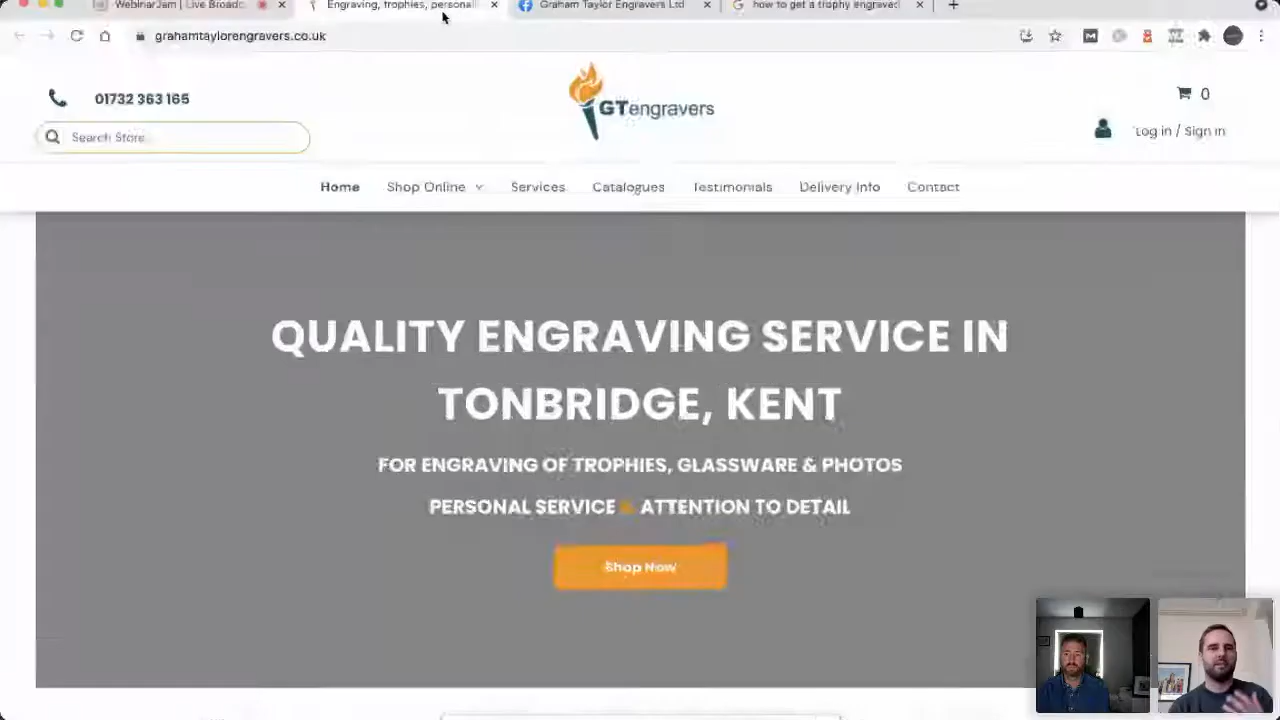 WebinarJam | Live Broadc
Engraving, trophies, personal
Graham Taylor Engravers Ltd
how to get a trophy engraved
grahamtaylorengravers.co.uk
01732 363 165
GTengravers
0
Search Store
Log in / Sign in
Home
Shop Online
Services
Catalogues
Testimonials
Delivery Info
Contact
QUALITY ENGRAVING SERVICE IN
TONBRIDGE, KENT
FOR ENGRAVING OF TROPHIES, GLASSWARE & PHOTOS
PERSONAL SERVICE & ATTENTION TO DETAIL
Shop Now